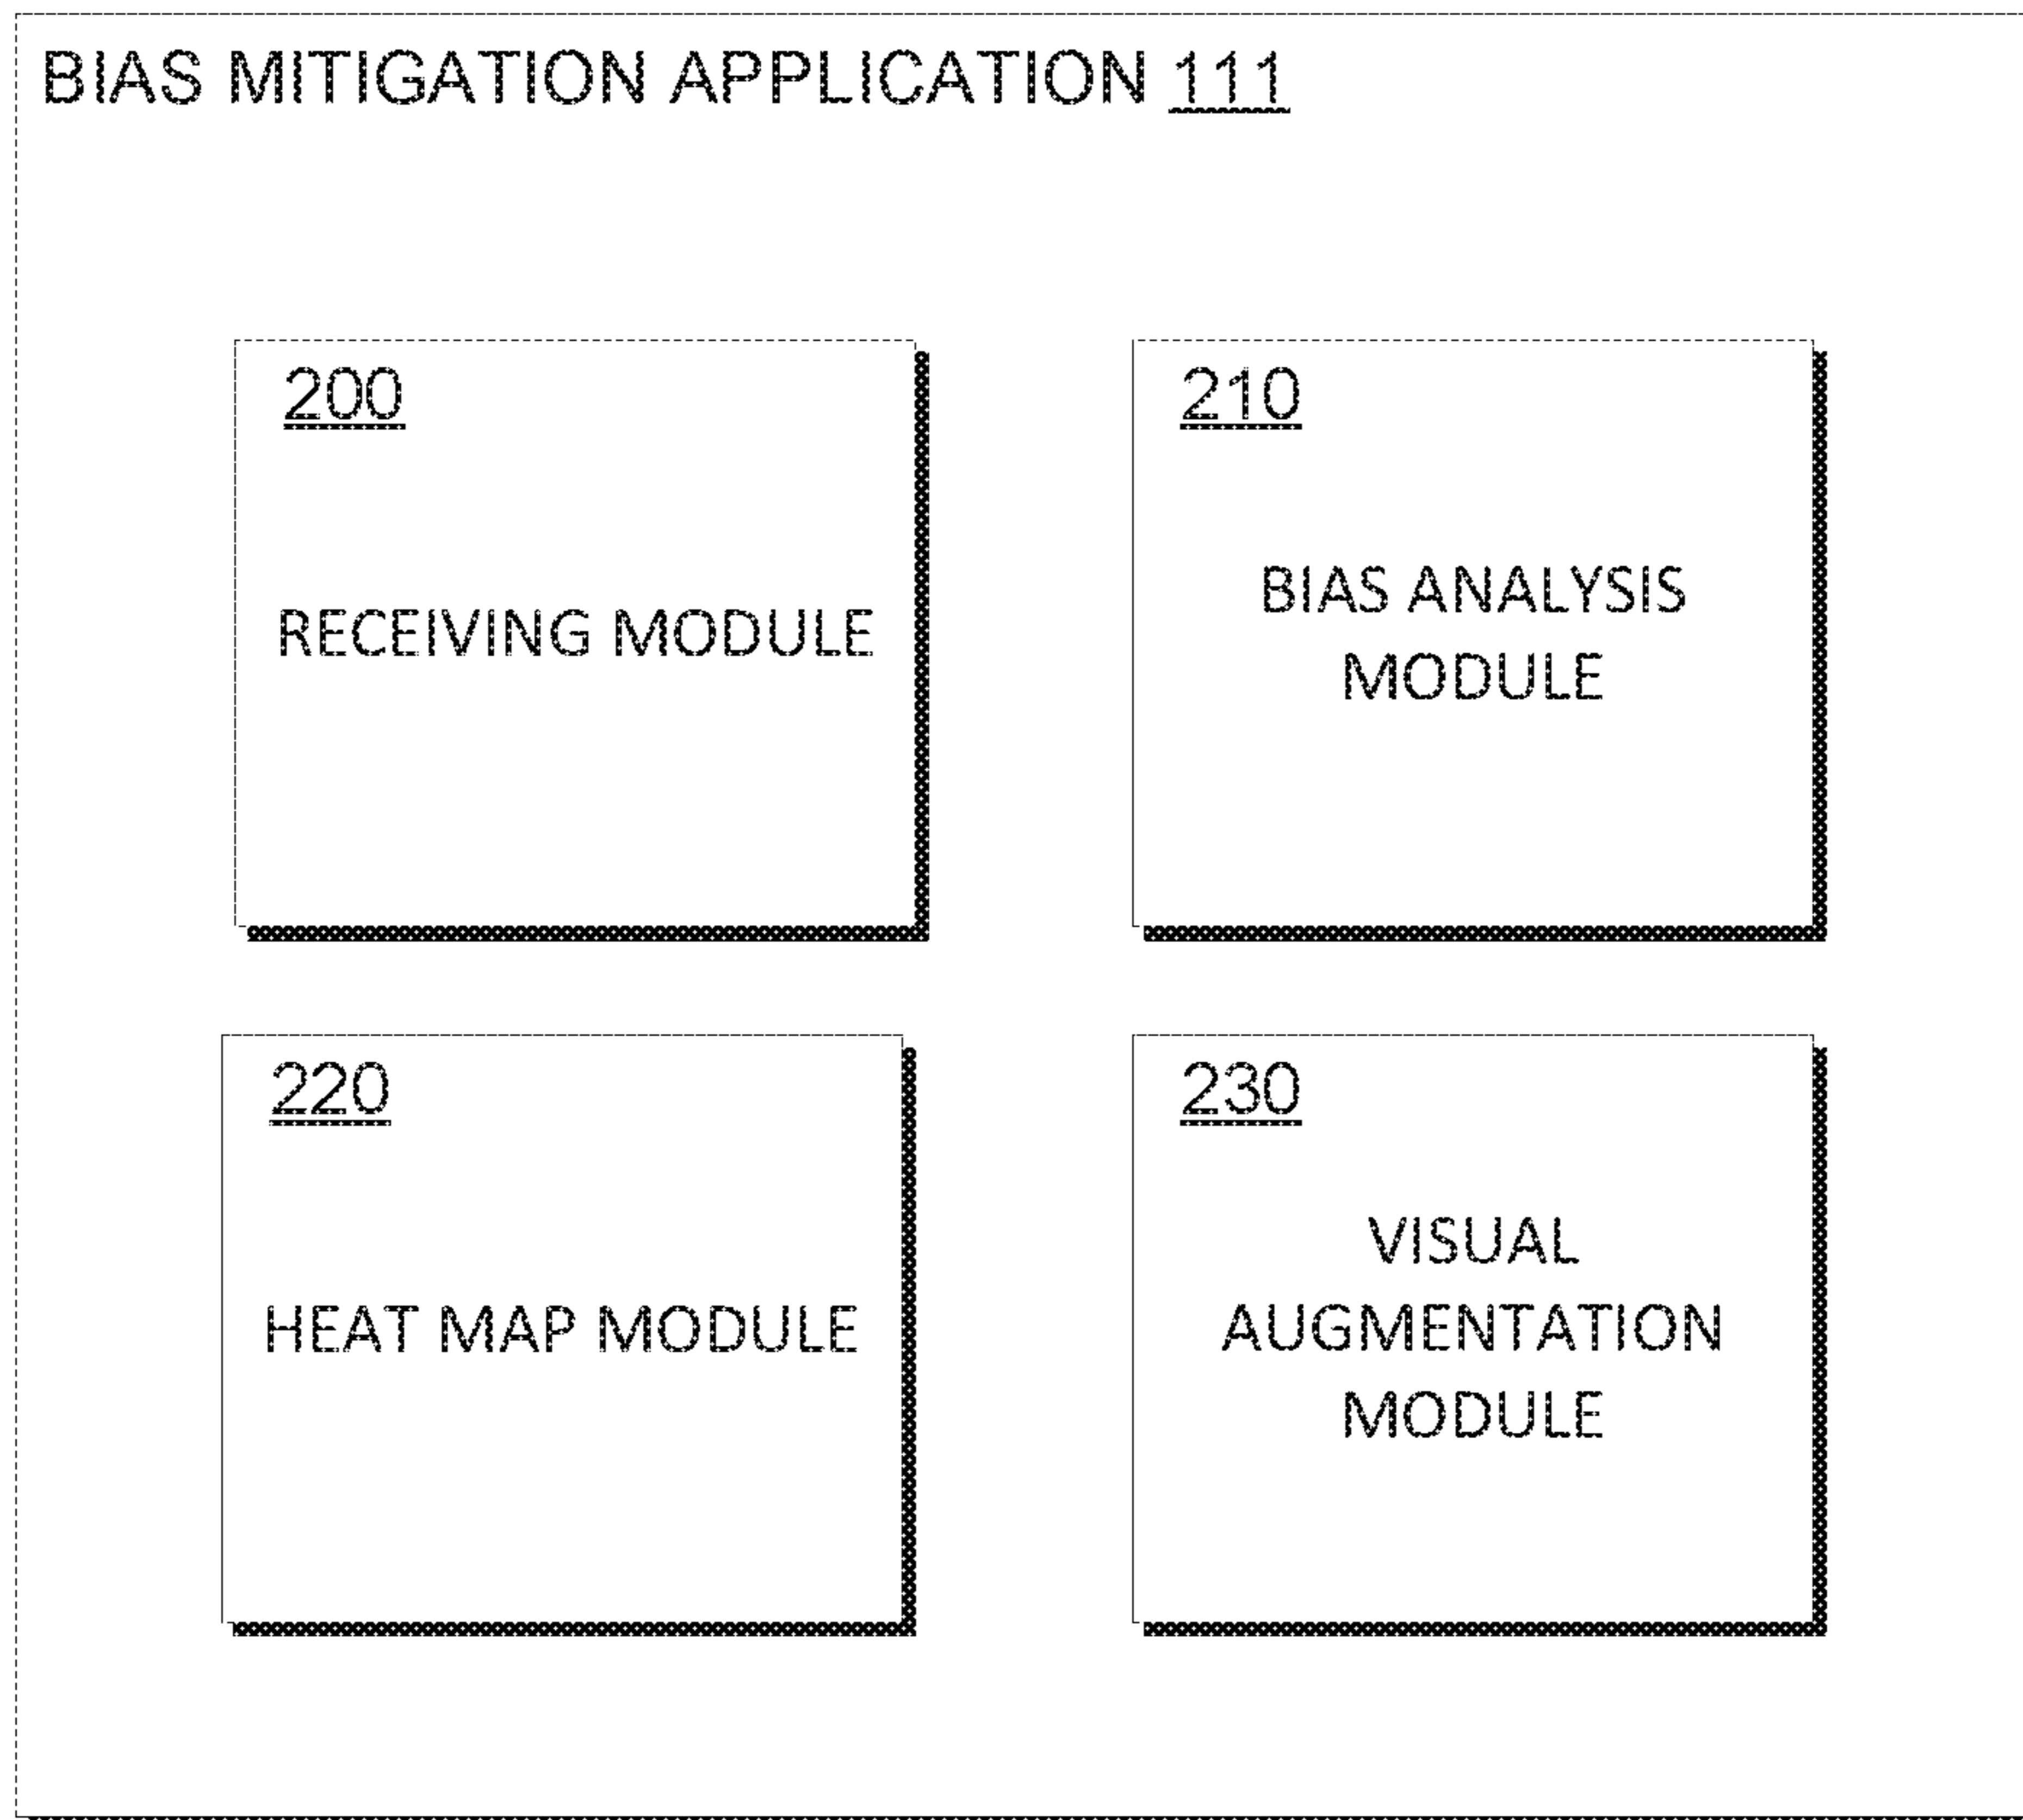 BIAS MITIGATION APPLICATION 111
200
RECEIVING MODULE
210
BIAS ANALYSIS
MODULE
220
HEAT MAP MODULE
230
VISUAL
AUGMENTATION
MODULE